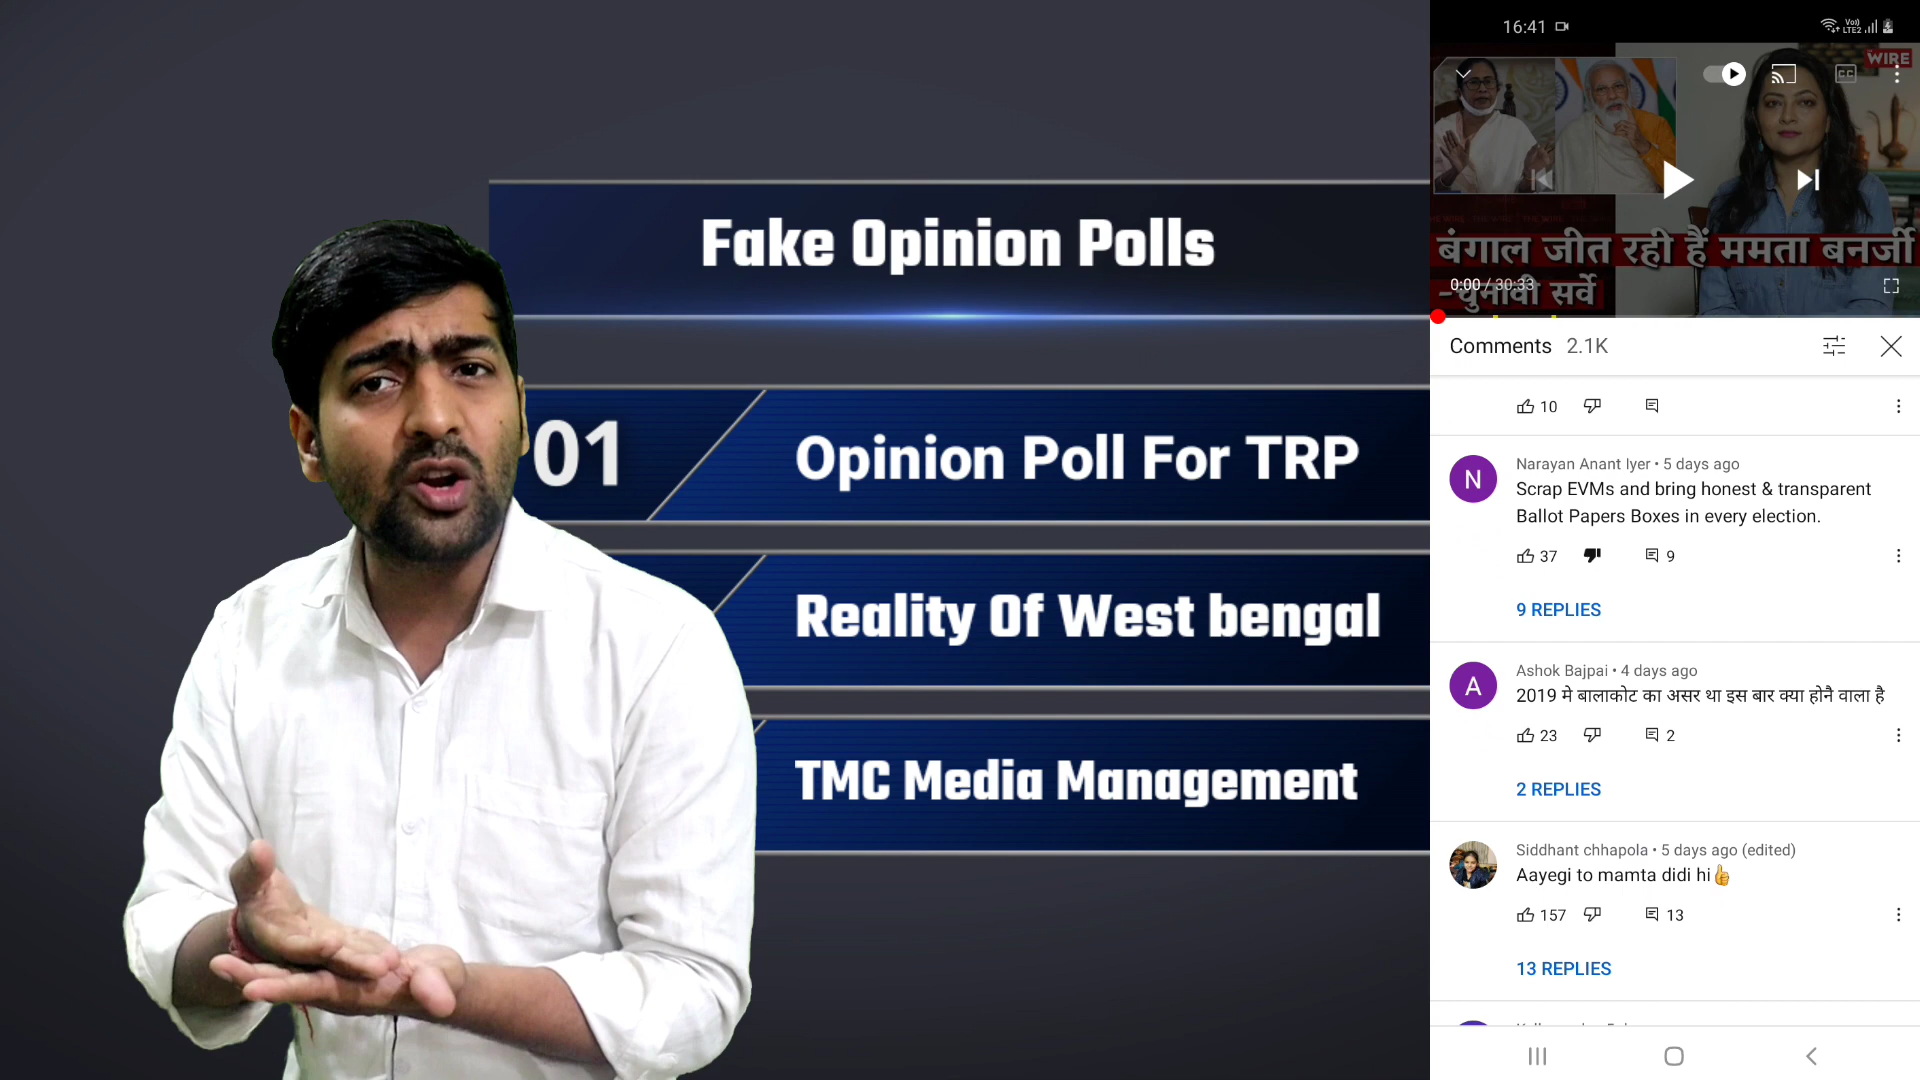 Fake Opinion Polls
01
Opinion Poll For TRP
Reality Of West bengal
TMC Media Management
16:41
Vo)
LTE2
WIRE
CC
बंगाल जीत रही हैं ममता बनर्जी
-चुनावी सर्वे
0:00 / 30:33
Comments 2.1K
10
N
Narayan Anant Iyer • 5 days ago
Scrap EVMs and bring honest & transparent
Ballot Papers Boxes in every election.
37 9
9 REPLIES
A
Ashok Bajpai • 4 days ago
2019 मे बालाकोट का असर था इस बार क्या होनै वाला है
23 2
2 REPLIES
Siddhant chhapola • 5 days ago (edited)
Aayegi to mamta didi hi👍
157 13
13 REPLIES